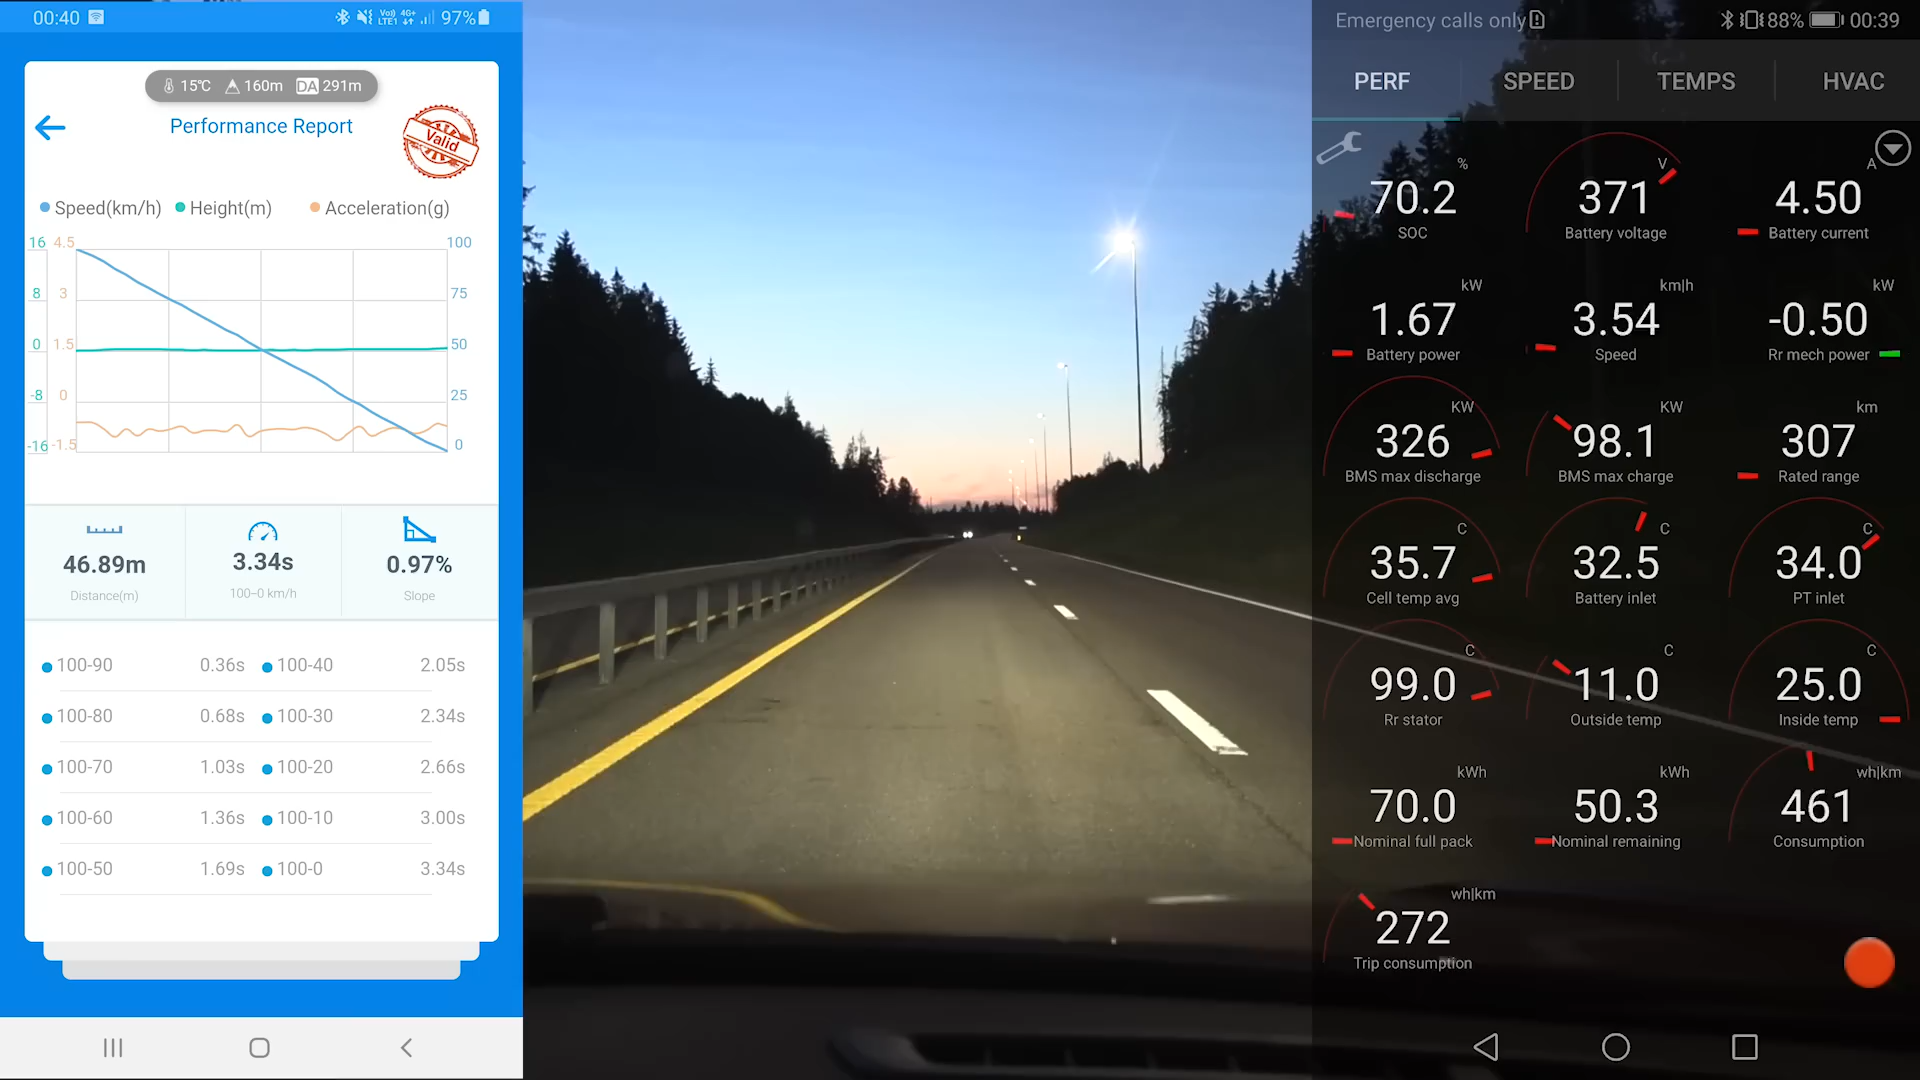 00:40
Vo)) LTE1 4G+ 97%
15℃ 160m DA 291m
Performance Report
Valid
Speed(km/h) Height(m) Acceleration(g)
16 4.5 100
8 3 75
0 1.5 50
-8 0 25
-16 -1.5 0
46.89m 3.34s 0.97%
Distance(m) 100-0 km/h Slope
100-90 0.36s 100-40 2.05s
100-80 0.68s 100-30 2.34s
100-70 1.03s 100-20 2.66s
100-60 1.36s 100-10 3.00s
100-50 1.69s 100-0 3.34s
Emergency calls only 88% 00:39
PERF SPEED TEMPS HVAC
% V A
70.2 371 4.50
SOC Battery voltage Battery current
kW km|h kW
1.67 3.54 -0.50
Battery power Speed Rr mech power
KW KW km
326 98.1 307
BMS max discharge BMS max charge Rated range
C C C
35.7 32.5 34.0
Cell temp avg Battery inlet PT inlet
C C C
99.0 11.0 25.0
Rr stator Outside temp Inside temp
kWh kWh wh|km
70.0 50.3 461
Nominal full pack Nominal remaining Consumption
wh|km
272
Trip consumption